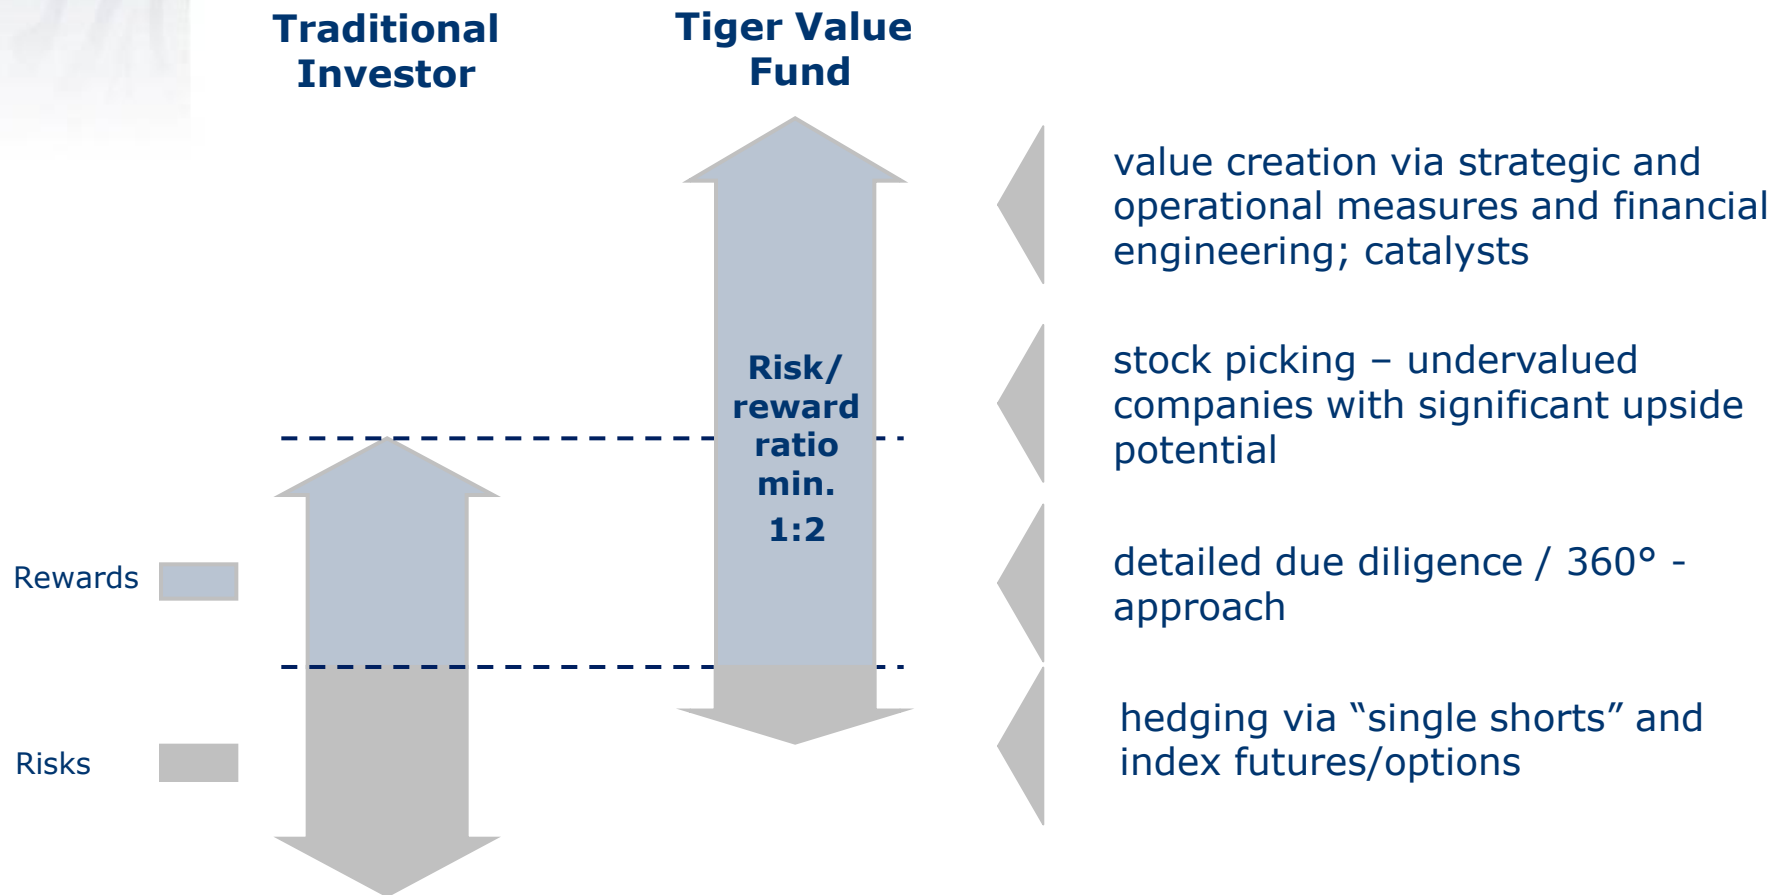 Traditional
Investor
Tiger Value
Fund
value creation via strategic and
operational measures and financial
engineering; catalysts
Risk/
reward
ratio
min.
1:2
stock picking – undervalued
companies with significant upside
potential
Rewards
detailed due diligence / 360° -
approach
Risks
hedging via “single shorts” and
index futures/options